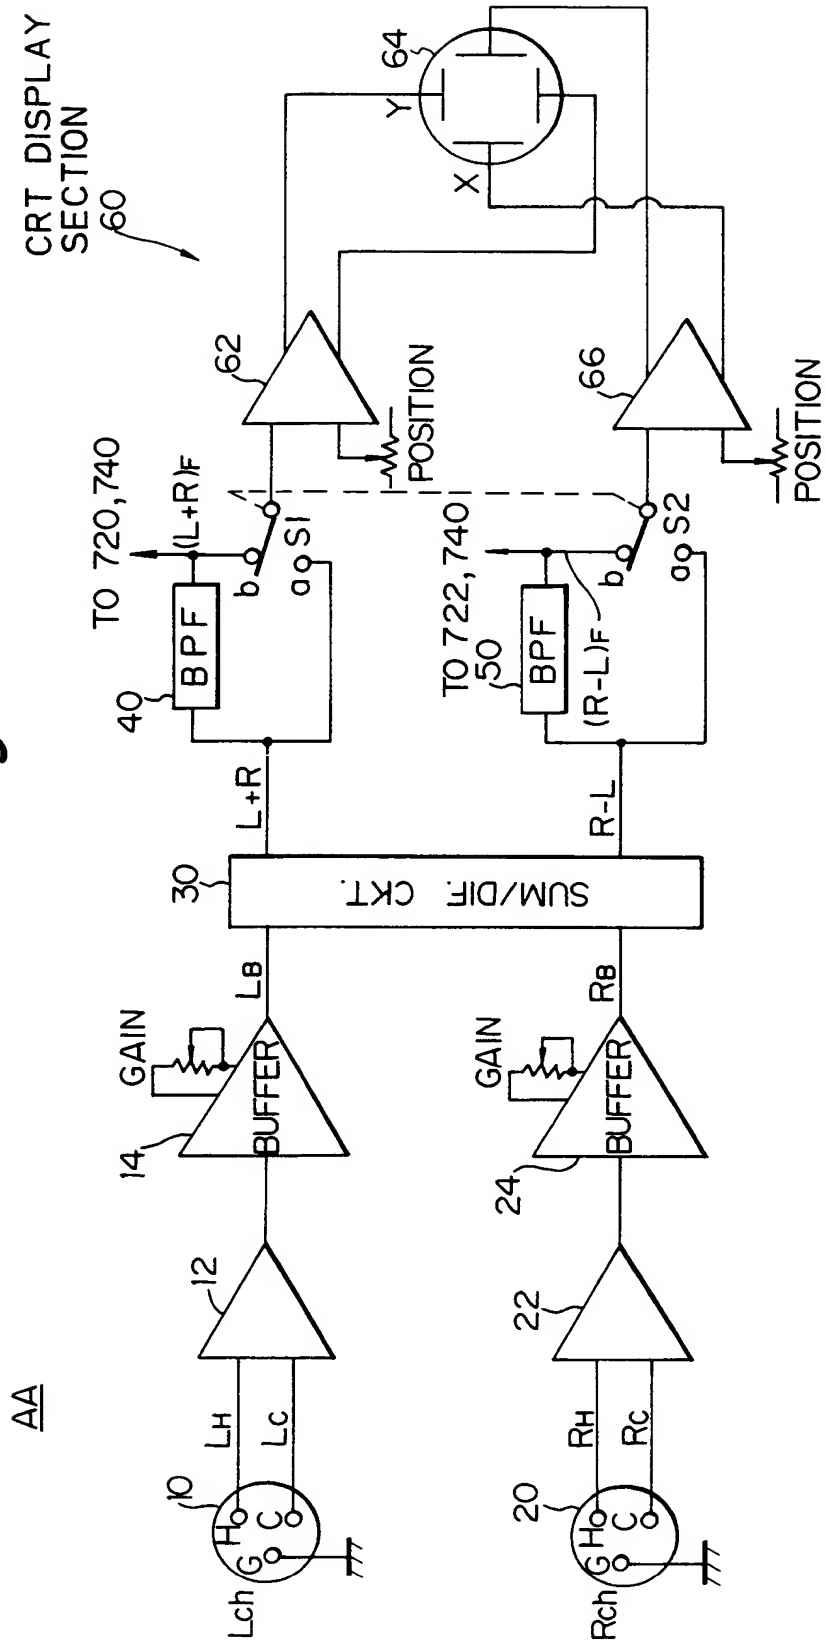 AA
CRT DISPLAY
SECTION
60
Lch
10
H
G
C
LH
LC
12
14
GAIN
BUFFER
LB
30
SUM/DIF. CKT.
L+R
40
BPF
TO 720,740
(L+R)F
b
a
S1
62
POSITION
Y
X
64
Rch
20
H
G
C
RH
RC
22
24
GAIN
BUFFER
RB
R-L
50
BPF
TO 722,740
(R-L)F
b
a
S2
66
POSITION